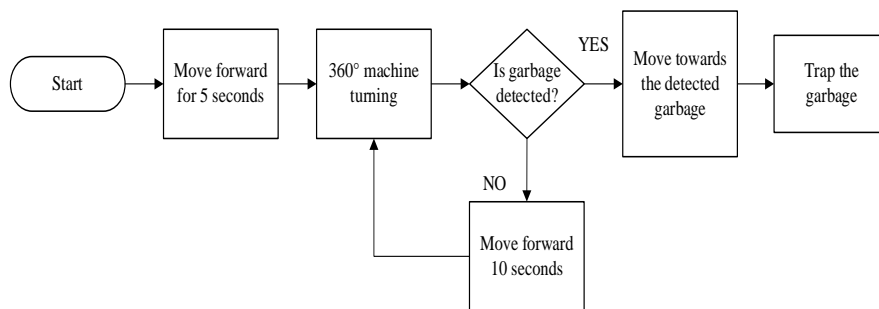 Start
Move forward
for 5 seconds
360° machine
turning
Is garbage
detected?
YES
Move towards
the detected
garbage
Trap the
garbage
NO
Move forward
10 seconds